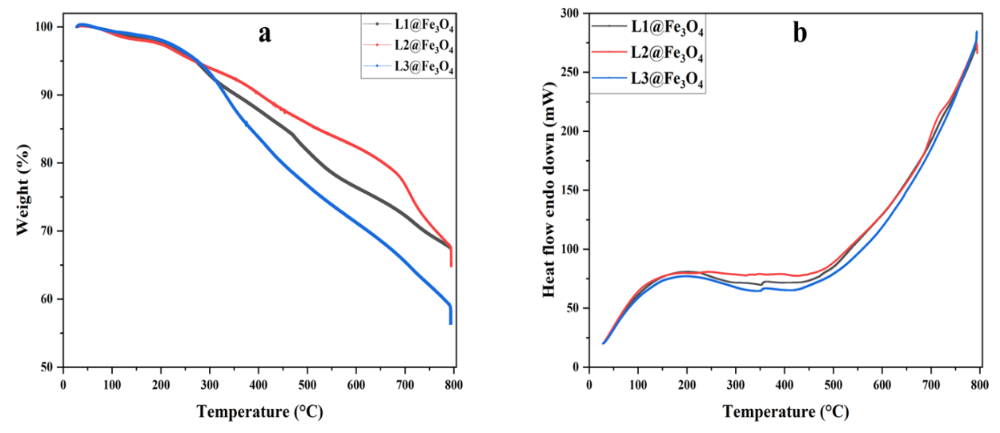 a
L1@Fe₃O₄
L2@Fe₃O₄
L3@Fe₃O₄
Weight (%)
100
90
80
70
60
50
0 100 200 300 400 500 600 700 800
Temperature (°C)
b
L1@Fe₃O₄
L2@Fe₃O₄
L3@Fe₃O₄
Heat flow endo down (mW)
300
250
200
150
100
50
0
0 100 200 300 400 500 600 700 800
Temperature (°C)